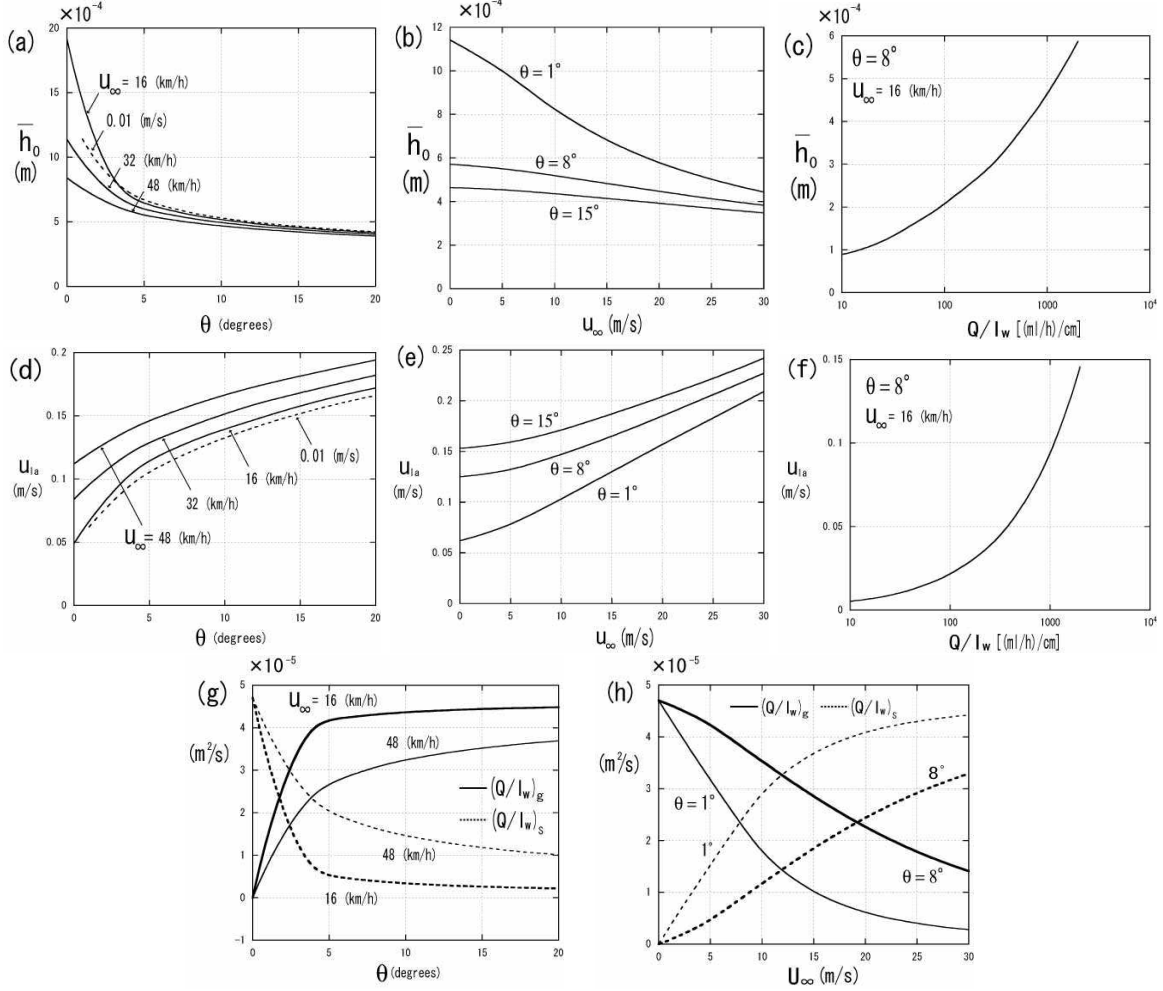 (a)
×10⁻⁴
20
15
10
5
0
h̄₀
(m)
u∞ = 16 (km/h)
0.01 (m/s)
32 (km/h)
48 (km/h)
0 5 10 15 20
θ (degrees)
(b)
×10⁻⁴
12
10
8
6
4
2
0
h̄₀
(m)
θ = 1°
θ = 8°
θ = 15°
0 5 10 15 20 25 30
u∞ (m/s)
(c)
×10⁻⁴
6
5
4
3
2
1
0
h̄₀
(m)
θ = 8°
u∞ = 16 (km/h)
10 100 1000 10⁴
Q/lw [(ml/h)/cm]
(d)
0.2
0.15
0.1
0.05
0
u_la
(m/s)
0.01 (m/s)
16 (km/h)
32 (km/h)
u∞ = 48 (km/h)
0 5 10 15 20
θ (degrees)
(e)
0.25
0.2
0.15
0.1
0.05
0
u_la
(m/s)
θ = 15°
θ = 8°
θ = 1°
0 5 10 15 20 25 30
u∞ (m/s)
(f)
0.15
0.1
0.05
0
u_la
(m/s)
θ = 8°
u∞ = 16 (km/h)
10 100 1000 10⁴
Q/lw [(ml/h)/cm]
(g)
×10⁻⁵
5
4
3
2
1
0
-1
(m²/s)
u∞ = 16 (km/h)
48 (km/h)
(Q/lw)g
(Q/lw)s
48 (km/h)
16 (km/h)
0 5 10 15 20
θ (degrees)
(h)
×10⁻⁵
5
4
3
2
1
0
(m²/s)
(Q/lw)g (Q/lw)s
θ = 1°
8°
1°
θ = 8°
0 5 10 15 20 25 30
U∞ (m/s)